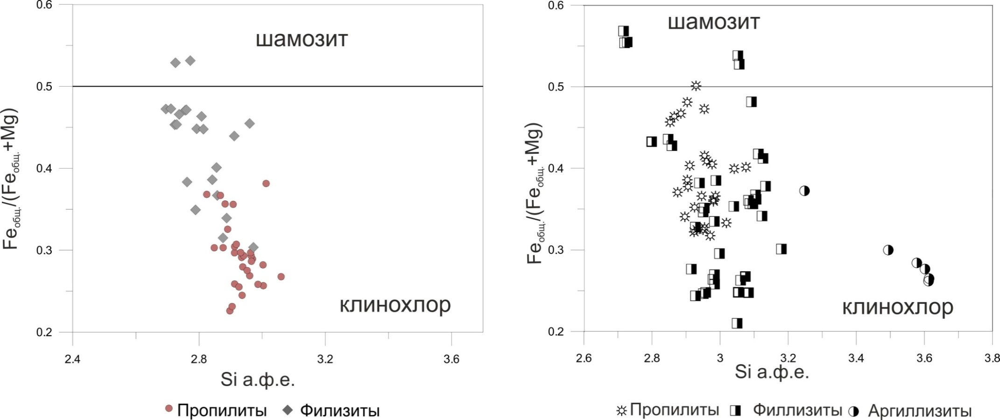 0.6
шамозит
0.5
0.4
0.3
0.2
Feобщ./(Feобщ.+Mg)
клинохлор
2.4 2.8 3.2 3.6
Si а.ф.е.
Пропилиты Филизиты
0.6
шамозит
0.5
0.4
0.3
0.2
Feобщ./(Feобщ.+Mg)
клинохлор
2.6 2.8 3 3.2 3.4 3.6 3.8
Si а.ф.е.
Пропилиты Филлизиты Аргиллизиты